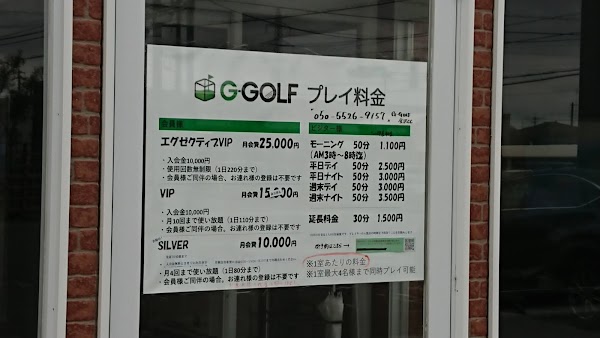 G-GOLF プレイ料金
「050-5526-9157」
会員様
エグゼクティブVIP 月会費25,000円
・入会金10,000円
・使用回数無制限（1日220分まで）
・会員様ご同伴の場合、お連れ様の登録は不要です
VIP 月会費15,000円
・入会金10,000円
・月10回まで使い放題（1日110分まで）
・会員様ご同伴の場合、お連れ様の登録は不要です
SILVER 月会費10,000円
・月4回まで使い放題（1日80分まで）
・会員様ご同伴の場合、お連れ様の登録は不要です
ビジター様
モーニング 50分 1,100円
(AM3時～8時迄)
平日デイ 50分 2,500円
平日ナイト 50分 3,000円
週末デイ 50分 3,000円
週末ナイト 50分 3,500円
延長料金 30分 1,500円
※1室あたりの料金
※1室最大4名様まで同時プレイ可能